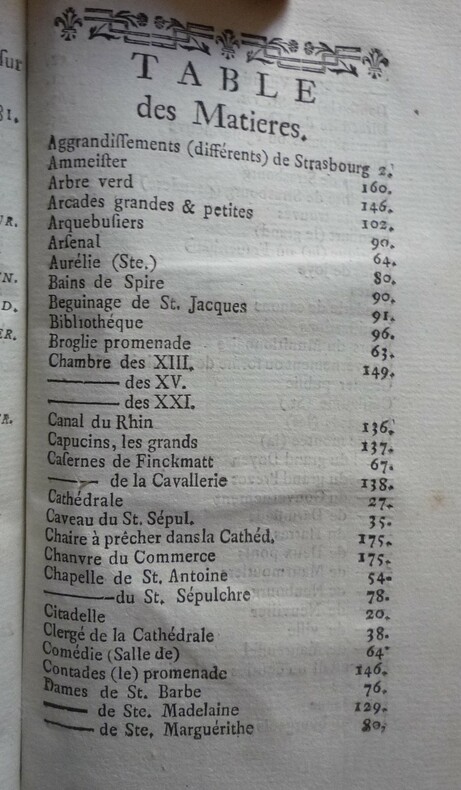 TABLE
des Matieres.
Aggrandiſſements (différents) de Strasbourg 2.
Ammeiſter 160.
Arbre verd 146.
Arcades grandes & petites 102.
Arquebuſiers 90.
Arſenal 64.
Aurélie (Ste.) 80.
Bains de Spire 90.
Beguinage de St. Jacques 91.
Bibliothéque 96.
Broglie promenade 63.
Chambre des XIII. 149.
——— des XV.
——— des XXI.
Canal du Rhin 136.
Capucins, les grands 137.
Caſernes de Finckmatt 67.
——— de la Cavallerie 138.
Cathédrale 27.
Caveau du St. Sépul. 35.
Chaire à précher dansla Cathéd. 175.
Chanvre du Commerce 175.
Chapelle de St. Antoine 54.
———du St. Sépulchre 78.
Citadelle 20.
Clergé de la Cathédrale 38.
Comédie (Salle de) 64.
Contades (le) promenade 146.
Dames de St. Barbe 76.
——— de Ste. Madelaine 129.
——— de Ste. Marguérithe 80.